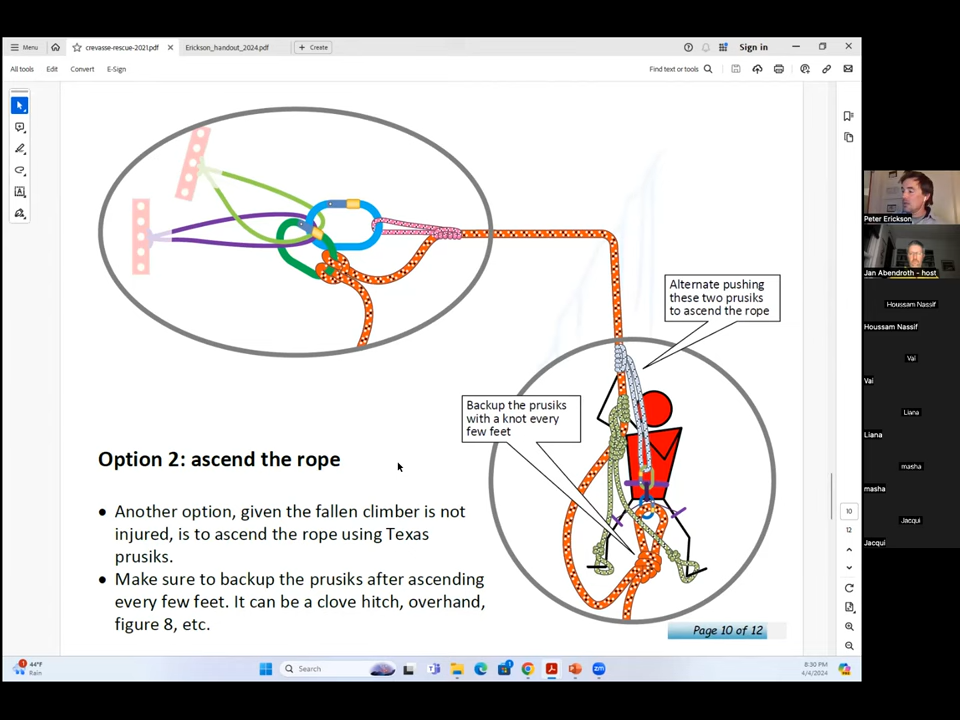 Menu
crevasse-rescue-2021.pdf
Erickson_handout_2024.pdf
Create
Sign in
All tools
Edit
Convert
E-Sign
Find text or tools
Alternate pushing
these two prusiks
to ascend the rope
Backup the prusiks
with a knot every
few feet
Option 2: ascend the rope
• Another option, given the fallen climber is not
injured, is to ascend the rope using Texas
prusiks.
• Make sure to backup the prusiks after ascending
every few feet. It can be a clove hitch, overhand,
figure 8, etc.
Page 10 of 12
10
12
Peter Erickson
Jan Abendroth - host
Houssam Nassif
Houssam Nassif
Vai
Vai
Liana
Liana
masha
masha
Jacqui
Jacqui
44°F
Rain
Search
8:30 PM
4/4/2024